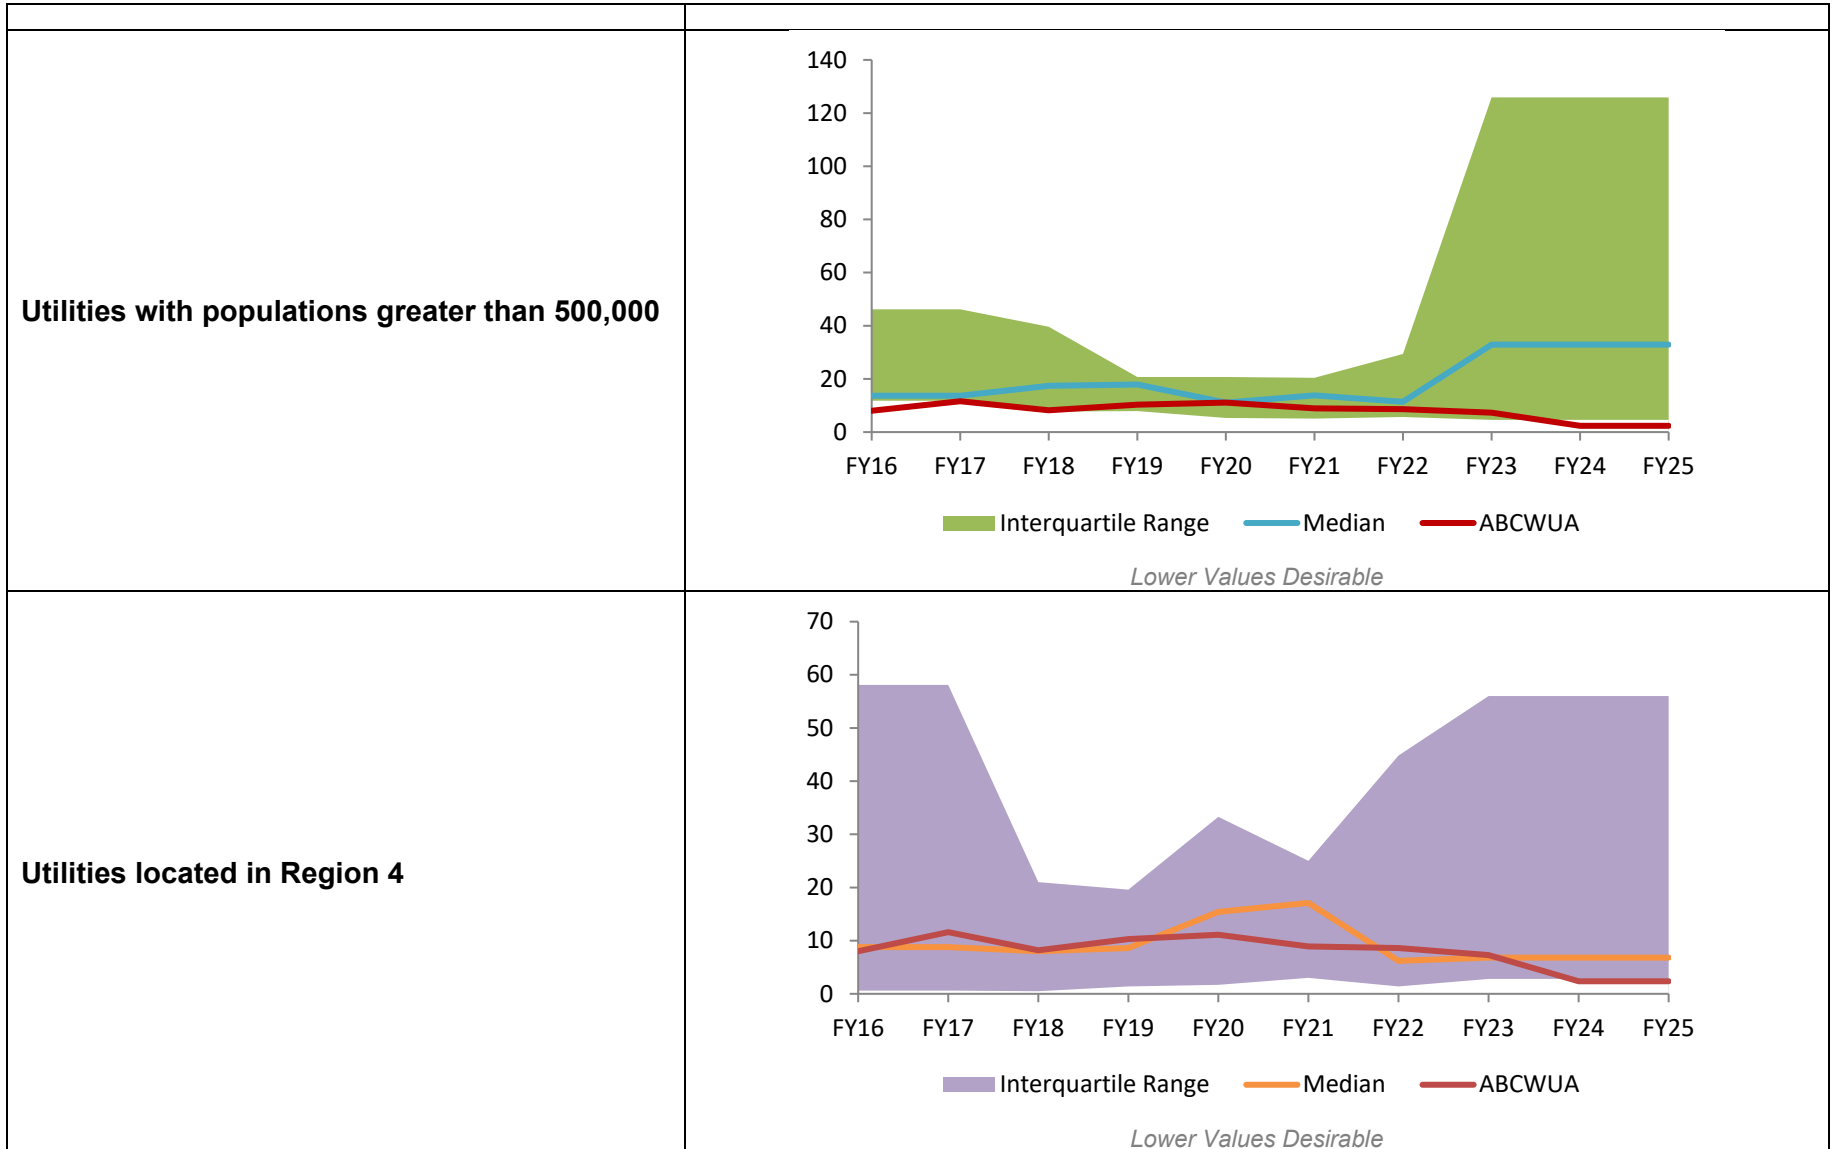 140
120
100
80
60
40
20
0
FY16 FY17 FY18 FY19 FY20 FY21 FY22 FY23 FY24 FY25
Utilities with populations greater than 500,000
Interquartile Range Median ABCWUA
Lower Values Desirable
70
60
50
40
30
20
10
0
FY16 FY17 FY18 FY19 FY20 FY21 FY22 FY23 FY24 FY25
Utilities located in Region 4
Interquartile Range Median ABCWUA
Lower Values Desirable